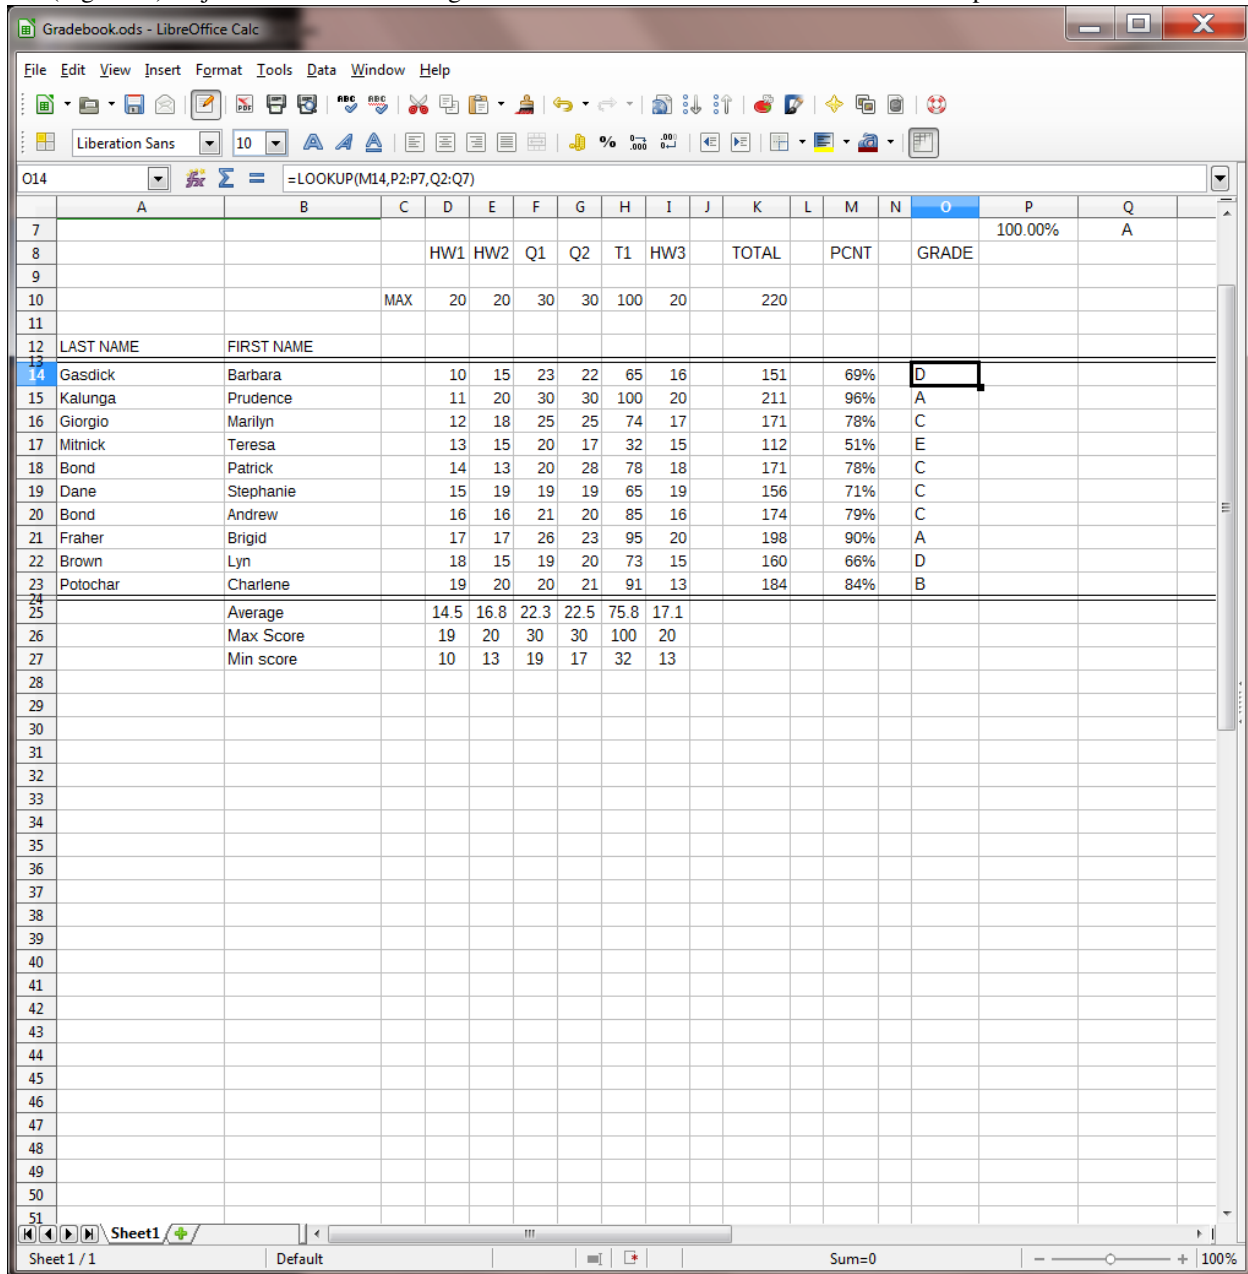 Gradebook.ods - LibreOffice Calc
File Edit View Insert Format Tools Data Window Help
Liberation Sans 10
O14 =LOOKUP(M14,P2:P7,Q2:Q7)
A B C D E F G H I J K L M N O P Q
7 100.00% A
8 HW1 HW2 Q1 Q2 T1 HW3 TOTAL PCNT GRADE
9
10 MAX 20 20 30 30 100 20 220
11
12 LAST NAME FIRST NAME
13
14 Gasdick Barbara 10 15 23 22 65 16 151 69% D
15 Kalunga Prudence 11 20 30 30 100 20 211 96% A
16 Giorgio Marilyn 12 18 25 25 74 17 171 78% C
17 Mitnick Teresa 13 15 20 17 32 15 112 51% E
18 Bond Patrick 14 13 20 28 78 18 171 78% C
19 Dane Stephanie 15 19 19 19 65 19 156 71% C
20 Bond Andrew 16 16 21 20 85 16 174 79% C
21 Fraher Brigid 17 17 26 23 95 20 198 90% A
22 Brown Lyn 18 15 19 20 73 15 160 66% D
23 Potochar Charlene 19 20 20 21 91 13 184 84% B
24
25 Average 14.5 16.8 22.3 22.5 75.8 17.1
26 Max Score 19 20 30 30 100 20
27 Min score 10 13 19 17 32 13
28
29
30
31
32
33
34
35
36
37
38
39
40
41
42
43
44
45
46
47
48
49
50
51
Sheet1
Sheet 1 / 1 Default Sum=0 100%